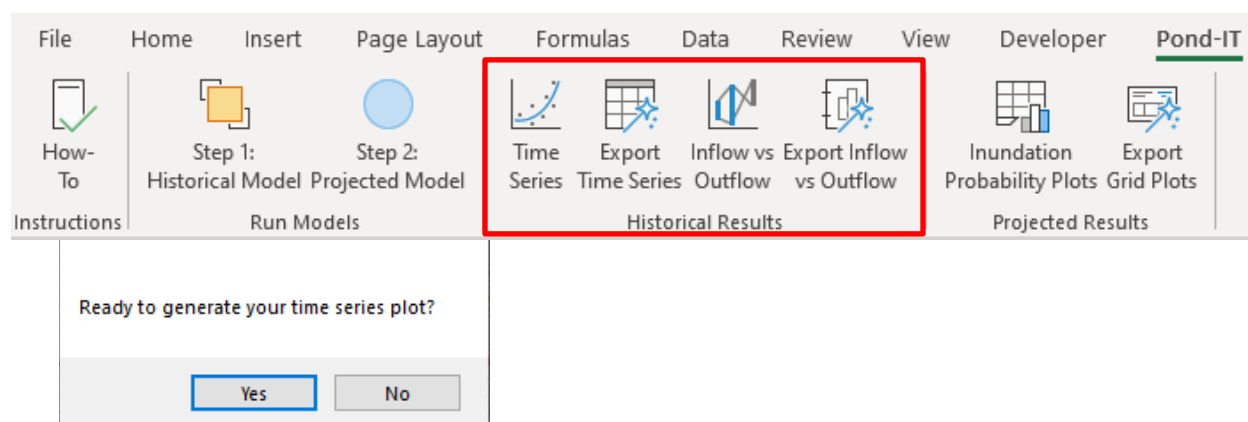 File Home Insert Page Layout Formulas Data Review View Developer Pond-IT
How- To
Step 1: Historical Model
Step 2: Projected Model
Time Series
Export Time Series
Inflow vs Outflow
Export Inflow vs Outflow
Inundation Probability Plots
Export Grid Plots
Instructions Run Models Historical Results Projected Results
Ready to generate your time series plot?
Yes No